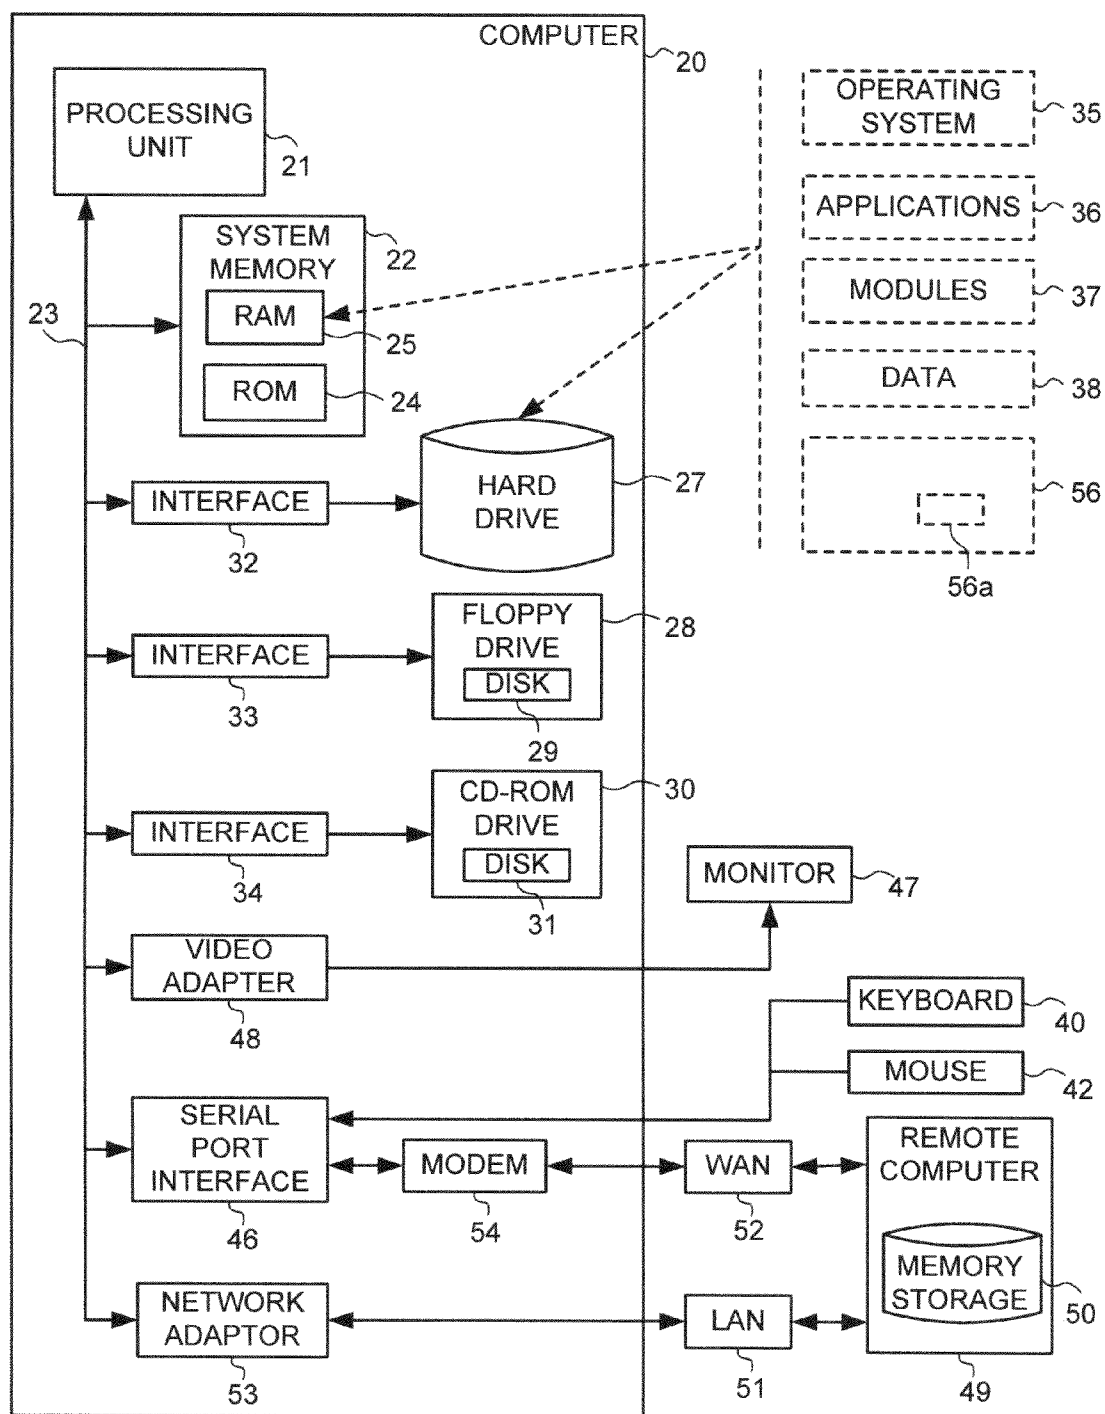 COMPUTER
20
PROCESSING
UNIT
21
OPERATING
SYSTEM
35
APPLICATIONS
36
SYSTEM
MEMORY
22
RAM
25
ROM
24
23
MODULES
37
DATA
38
56
56a
INTERFACE
32
HARD
DRIVE
27
INTERFACE
33
FLOPPY
DRIVE
28
DISK
29
INTERFACE
34
CD-ROM
DRIVE
30
DISK
31
MONITOR
47
VIDEO
ADAPTER
48
KEYBOARD
40
MOUSE
42
SERIAL
PORT
INTERFACE
46
MODEM
54
WAN
52
REMOTE
COMPUTER
MEMORY
STORAGE
50
49
NETWORK
ADAPTOR
53
LAN
51